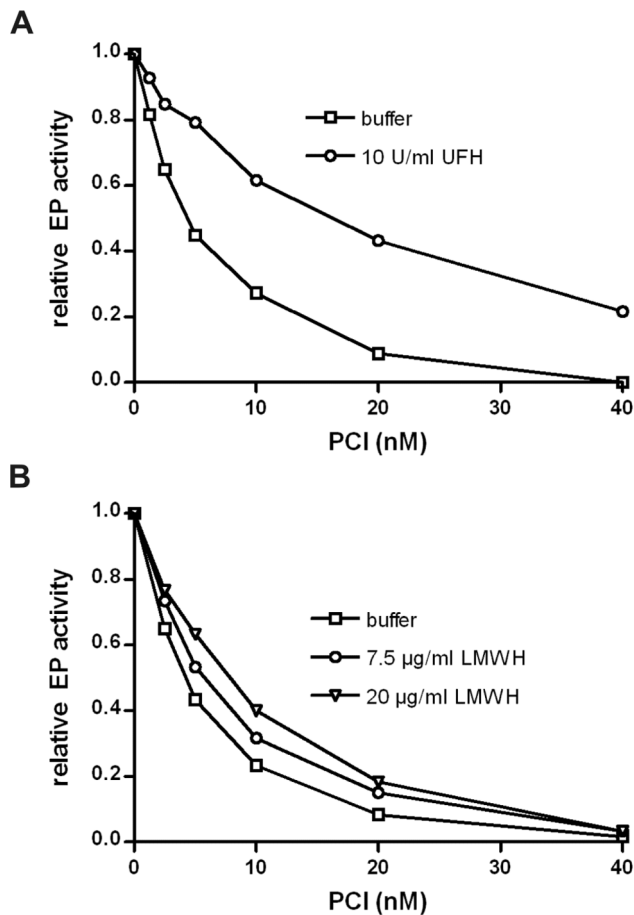 A
relative EP activity
1.0
0.8
0.6
0.4
0.2
0.0
buffer
10 U/ml UFH
0 10 20 30 40
PCI (nM)
B
relative EP activity
1.0
0.8
0.6
0.4
0.2
0.0
buffer
7.5 µg/ml LMWH
20 µg/ml LMWH
0 10 20 30 40
PCI (nM)